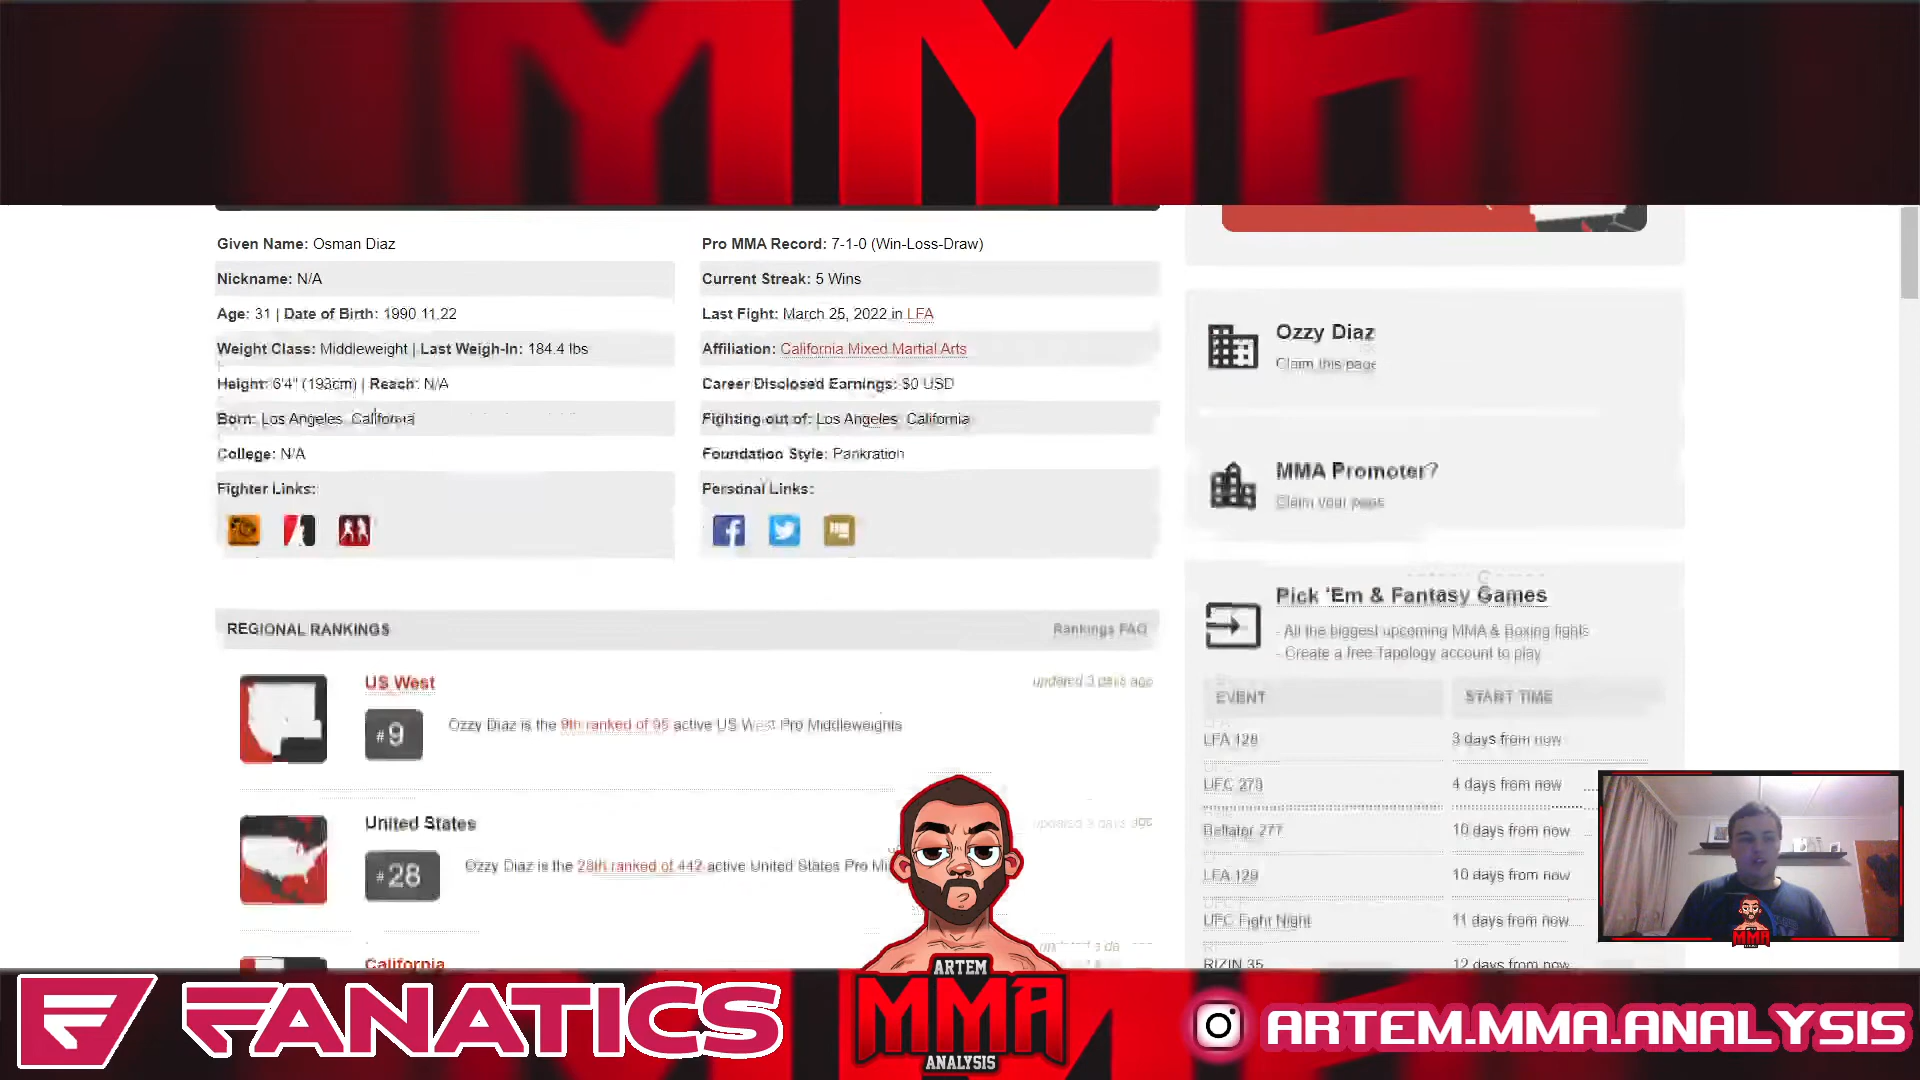 MMA
Given Name: Osman Diaz
Nickname: N/A
Age: 31 | Date of Birth: 1990 11.22
Weight Class: Middleweight | Last Weigh-In: 184.4 lbs
Height: 6'4" (193cm) | Reach: N/A
Born: Los Angeles, California
College: N/A
Fighter Links:
Pro MMA Record: 7-1-0 (Win-Loss-Draw)
Current Streak: 5 Wins
Last Fight: March 25, 2022 in LFA
Affiliation: California Mixed Martial Arts
Career Disclosed Earnings: $0 USD
Fighting out of: Los Angeles, California
Foundation Style: Pankration
Personal Links:
REGIONAL RANKINGS
Rankings FAQ
US West
updated 3 days ago
#9
Ozzy Diaz is the 9th ranked of 95 active US West Pro Middleweights
United States
updated 3 days ago
#28
Ozzy Diaz is the 28th ranked of 442 active United States Pro
California
Ozzy Diaz
Claim this page
MMA Promoter?
Claim your page
Pick 'Em & Fantasy Games
- All the biggest upcoming MMA & Boxing fights
- Create a free Tapology account to play
EVENT START TIME
LFA 128 3 days from now
UFC 273 4 days from now
Bellator 277 10 days from now
LFA 129 10 days from now
UFC Fight Night 11 days from now
RIZIN 35 12 days from now
MMA
FANATICS
ARTEM
MMA
ANALYSIS
ARTEM.MMA.ANALYSIS